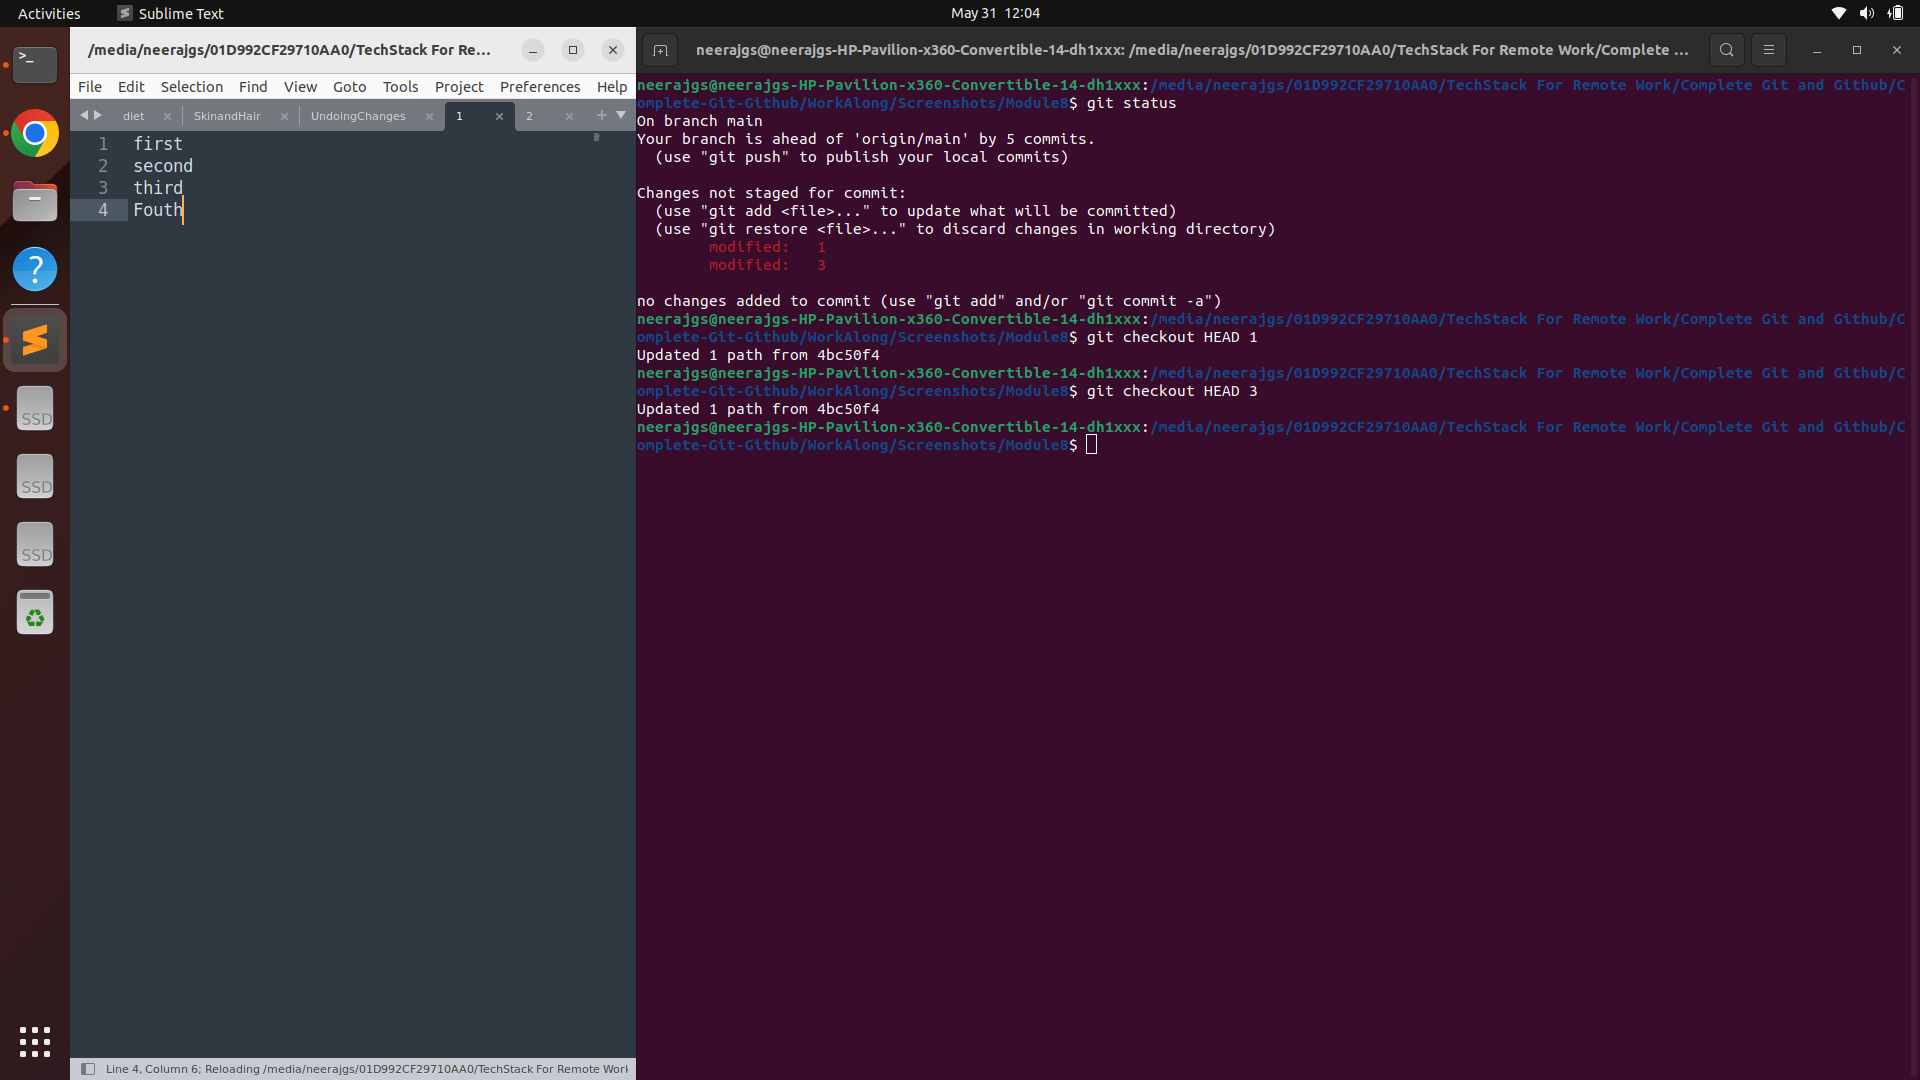 Activities
Sublime Text
May 31 12:04
/media/neerajgs/01D992CF29710AA0/TechStack For Re...
File Edit Selection Find View Goto Tools Project Preferences Help
diet
SkinandHair
UndoingChanges
1
2
1 first
2 second
3 third
4 Fouth
Line 4, Column 6; Reloading /media/neerajgs/01D992CF29710AA0/TechStack For Remote Work
neerajgs@neerajgs-HP-Pavilion-x360-Convertible-14-dh1xxx: /media/neerajgs/01D992CF29710AA0/TechStack For Remote Work/Complete ...
neerajgs@neerajgs-HP-Pavilion-x360-Convertible-14-dh1xxx:/media/neerajgs/01D992CF29710AA0/TechStack For Remote Work/Complete Git and Github/C
omplete-Git-Github/WorkAlong/Screenshots/Module8$ git status
On branch main
Your branch is ahead of 'origin/main' by 5 commits.
(use "git push" to publish your local commits)
Changes not staged for commit:
(use "git add <file>..." to update what will be committed)
(use "git restore <file>..." to discard changes in working directory)
modified: 1
modified: 3
no changes added to commit (use "git add" and/or "git commit -a")
neerajgs@neerajgs-HP-Pavilion-x360-Convertible-14-dh1xxx:/media/neerajgs/01D992CF29710AA0/TechStack For Remote Work/Complete Git and Github/C
omplete-Git-Github/WorkAlong/Screenshots/Module8$ git checkout HEAD 1
Updated 1 path from 4bc50f4
neerajgs@neerajgs-HP-Pavilion-x360-Convertible-14-dh1xxx:/media/neerajgs/01D992CF29710AA0/TechStack For Remote Work/Complete Git and Github/C
omplete-Git-Github/WorkAlong/Screenshots/Module8$ git checkout HEAD 3
Updated 1 path from 4bc50f4
neerajgs@neerajgs-HP-Pavilion-x360-Convertible-14-dh1xxx:/media/neerajgs/01D992CF29710AA0/TechStack For Remote Work/Complete Git and Github/C
omplete-Git-Github/WorkAlong/Screenshots/Module8$
SSD
SSD
SSD